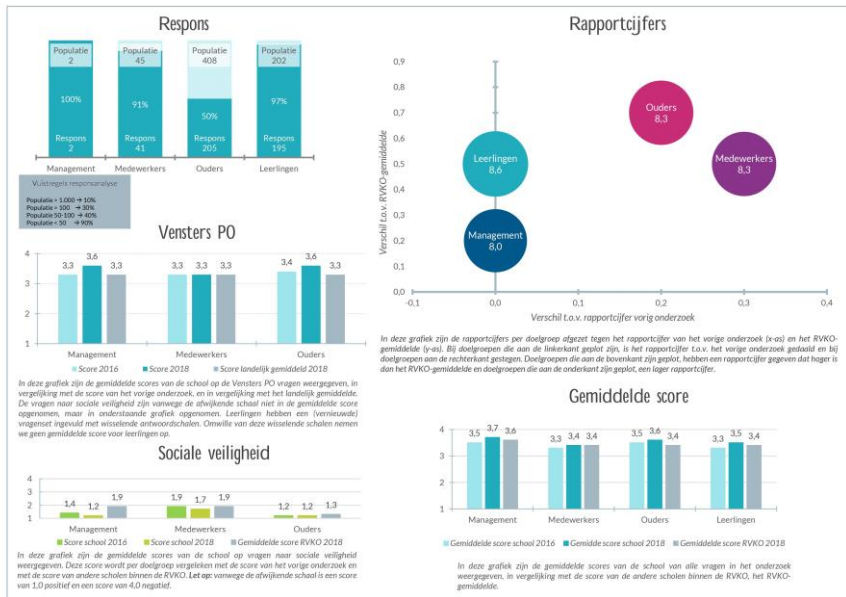 Respons
Populatie
2
100%
Respons
2
Management
Populatie
45
91%
Respons
41
Medewerkers
Populatie
408
50%
Respons
205
Ouders
Populatie
202
97%
Respons
195
Leerlingen
Vuistregels responsanalyse
Populatie > 1.000 → 10%
Populatie > 100 → 30%
Populatie 50-100 → 40%
Populatie < 50 → 90%
Vensters PO
4
3
2
1
3,3 3,6 3,3
3,3 3,3 3,3
3,4 3,6 3,3
Management Medewerkers Ouders
Score 2016 Score 2018 Score landelijk gemiddeld 2018
In deze grafiek zijn de gemiddelde scores van de school op de Vensters PO vragen weergegeven, in
vergelijking met de score van het vorige onderzoek, en in vergelijking met het landelijk gemiddelde.
De vragen naar sociale veiligheid zijn vanwege de afwijkende schaal niet in de gemiddelde score
opgenomen, maar in onderstaande grafiek opgenomen. Leerlingen hebben een (vernieuwde)
vragenset ingevuld met wisselende antwoordschalen. Omwille van deze wisselende schalen nemen
we geen gemiddeld score voor leerlingen op.
Sociale veiligheid
4
3
2
1
1,4 1,2 1,9
1,9 1,7 1,9
1,2 1,2 1,3
Management Medewerkers Ouders
Score school 2016 Score school 2018 Gemiddelde score RVKO 2018
In deze grafiek zijn de gemiddelde scores van de school op vragen naar sociale veiligheid
weergegeven. Deze score wordt per doelgroep vergeleken met de score van het vorige onderzoek en
met de score van andere scholen binnen de RVKO. Let op: vanwege de afwijkende schaal is een score
van 1,0 positief en een score van 4,0 negatief.
Rapportcijfers
Verschil t.o.v. RVKO-gemiddelde
0,9
0,8
0,7
0,6
0,5
0,4
0,3
0,2
0,1
0,0
Ouders
8,3
Leerlingen
8,6
Medewerkers
8,3
Management
8,0
-0,1 0,0 0,1 0,2 0,3 0,4
Verschil t.o.v. rapportcijfer vorig onderzoek
In deze grafiek zijn de rapportcijfers per doelgroep afgezet tegen het rapportcijfer van het vorige onderzoek (x-as) en het RVKO-
gemiddelde (y-as). Bij doelgroepen die aan de linkerkant geplot zijn, is het rapportcijfer t.o.v. het vorige onderzoek gedaald en bij
doelgroepen aan de rechterkant gestegen. Doelgroepen die aan de bovenkant zijn geplot, hebben een rapportcijfer gegeven dat hoger is
dan het RVKO-gemiddelde en doelgroepen die aan de onderkant zijn geplot, een lager rapportcijfer.
Gemiddelde score
4
3
2
1
3,5 3,7 3,6
3,3 3,4 3,4
3,5 3,6 3,4
3,3 3,5 3,4
Management Medewerkers Ouders Leerlingen
Gemiddelde score school 2016 Gemiddelde score school 2018 Gemiddelde score RVKO 2018
In deze grafiek zijn de gemiddelde scores van de school van alle vragen in het onderzoek
weergegeven, in vergelijking met de score van de andere scholen binnen de RVKO, het RVKO-
gemiddelde.